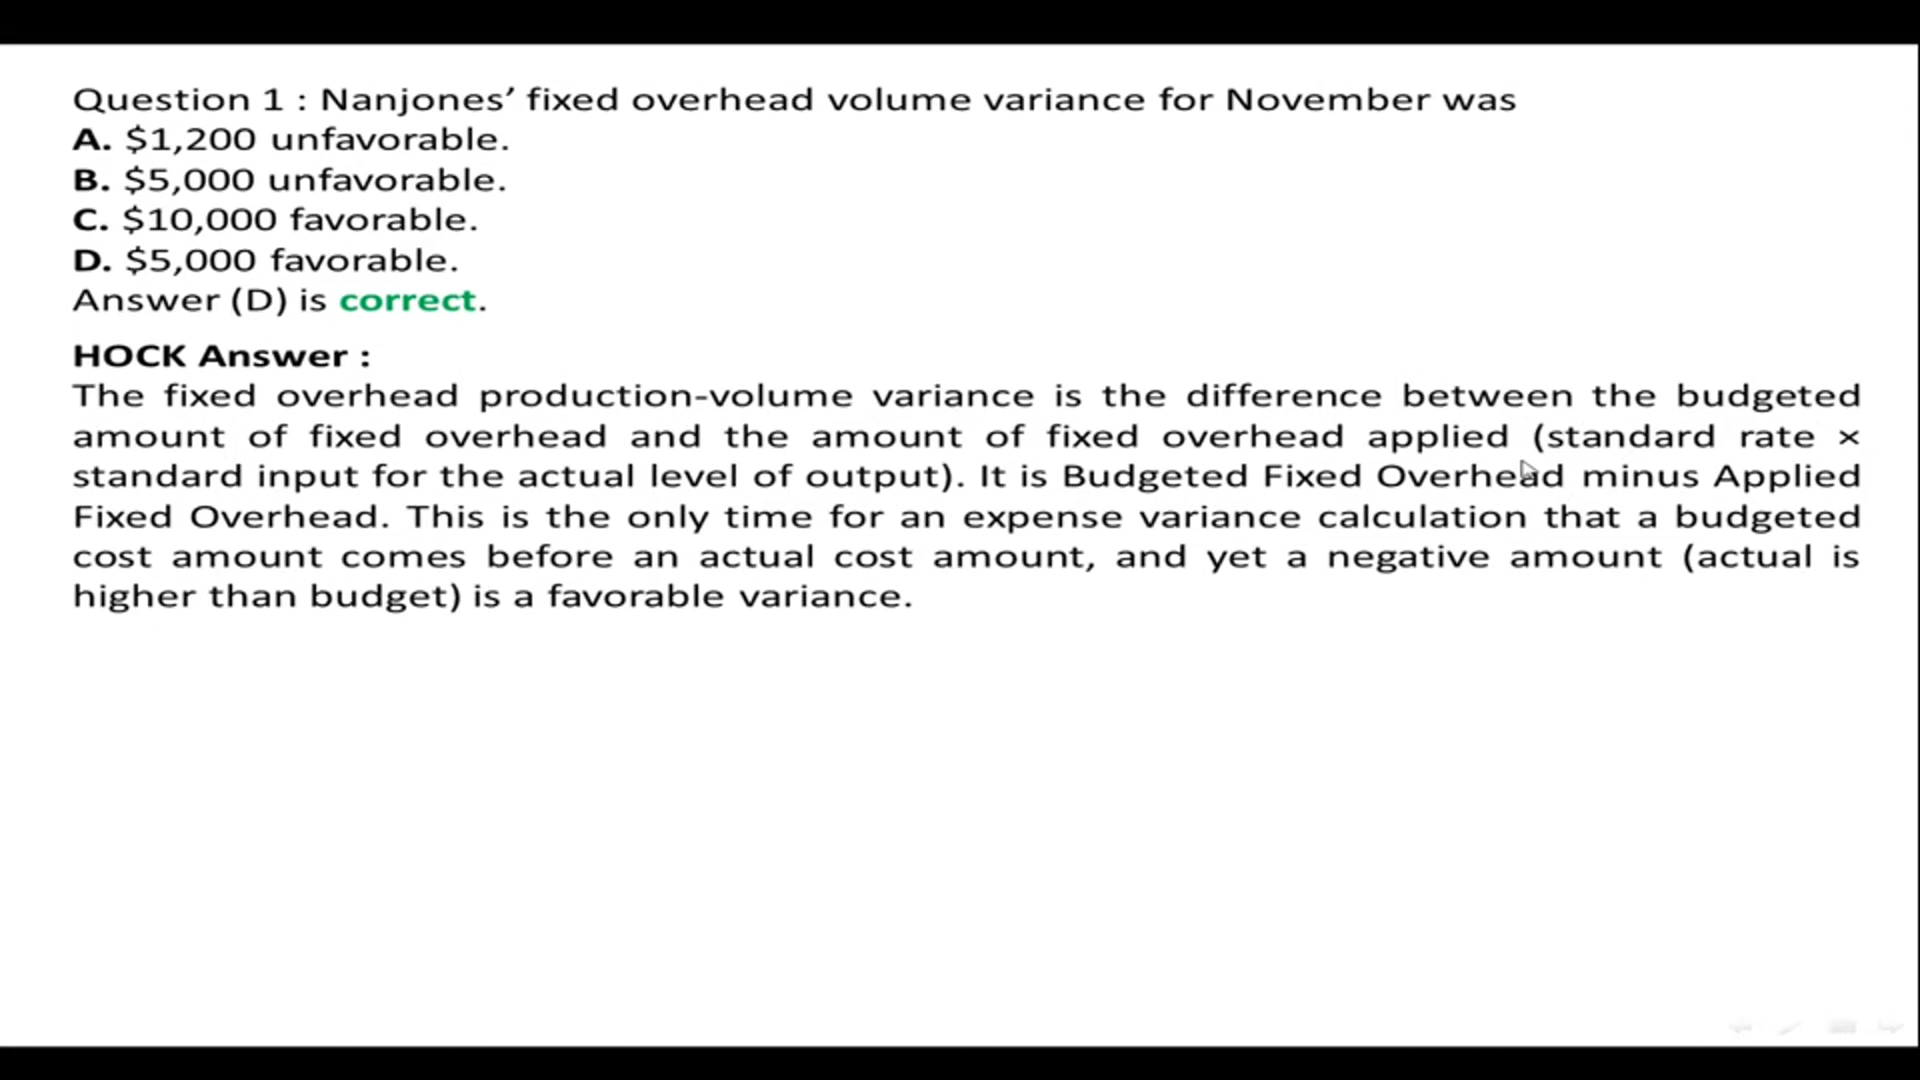 Question 1 : Nanjones’ fixed overhead volume variance for November was
A. $1,200 unfavorable.
B. $5,000 unfavorable.
C. $10,000 favorable.
D. $5,000 favorable.
Answer (D) is correct.
HOCK Answer :
The fixed overhead production-volume variance is the difference between the budgeted
amount of fixed overhead and the amount of fixed overhead applied (standard rate ×
standard input for the actual level of output). It is Budgeted Fixed Overhead minus Applied
Fixed Overhead. This is the only time for an expense variance calculation that a budgeted
cost amount comes before an actual cost amount, and yet a negative amount (actual is
higher than budget) is a favorable variance.